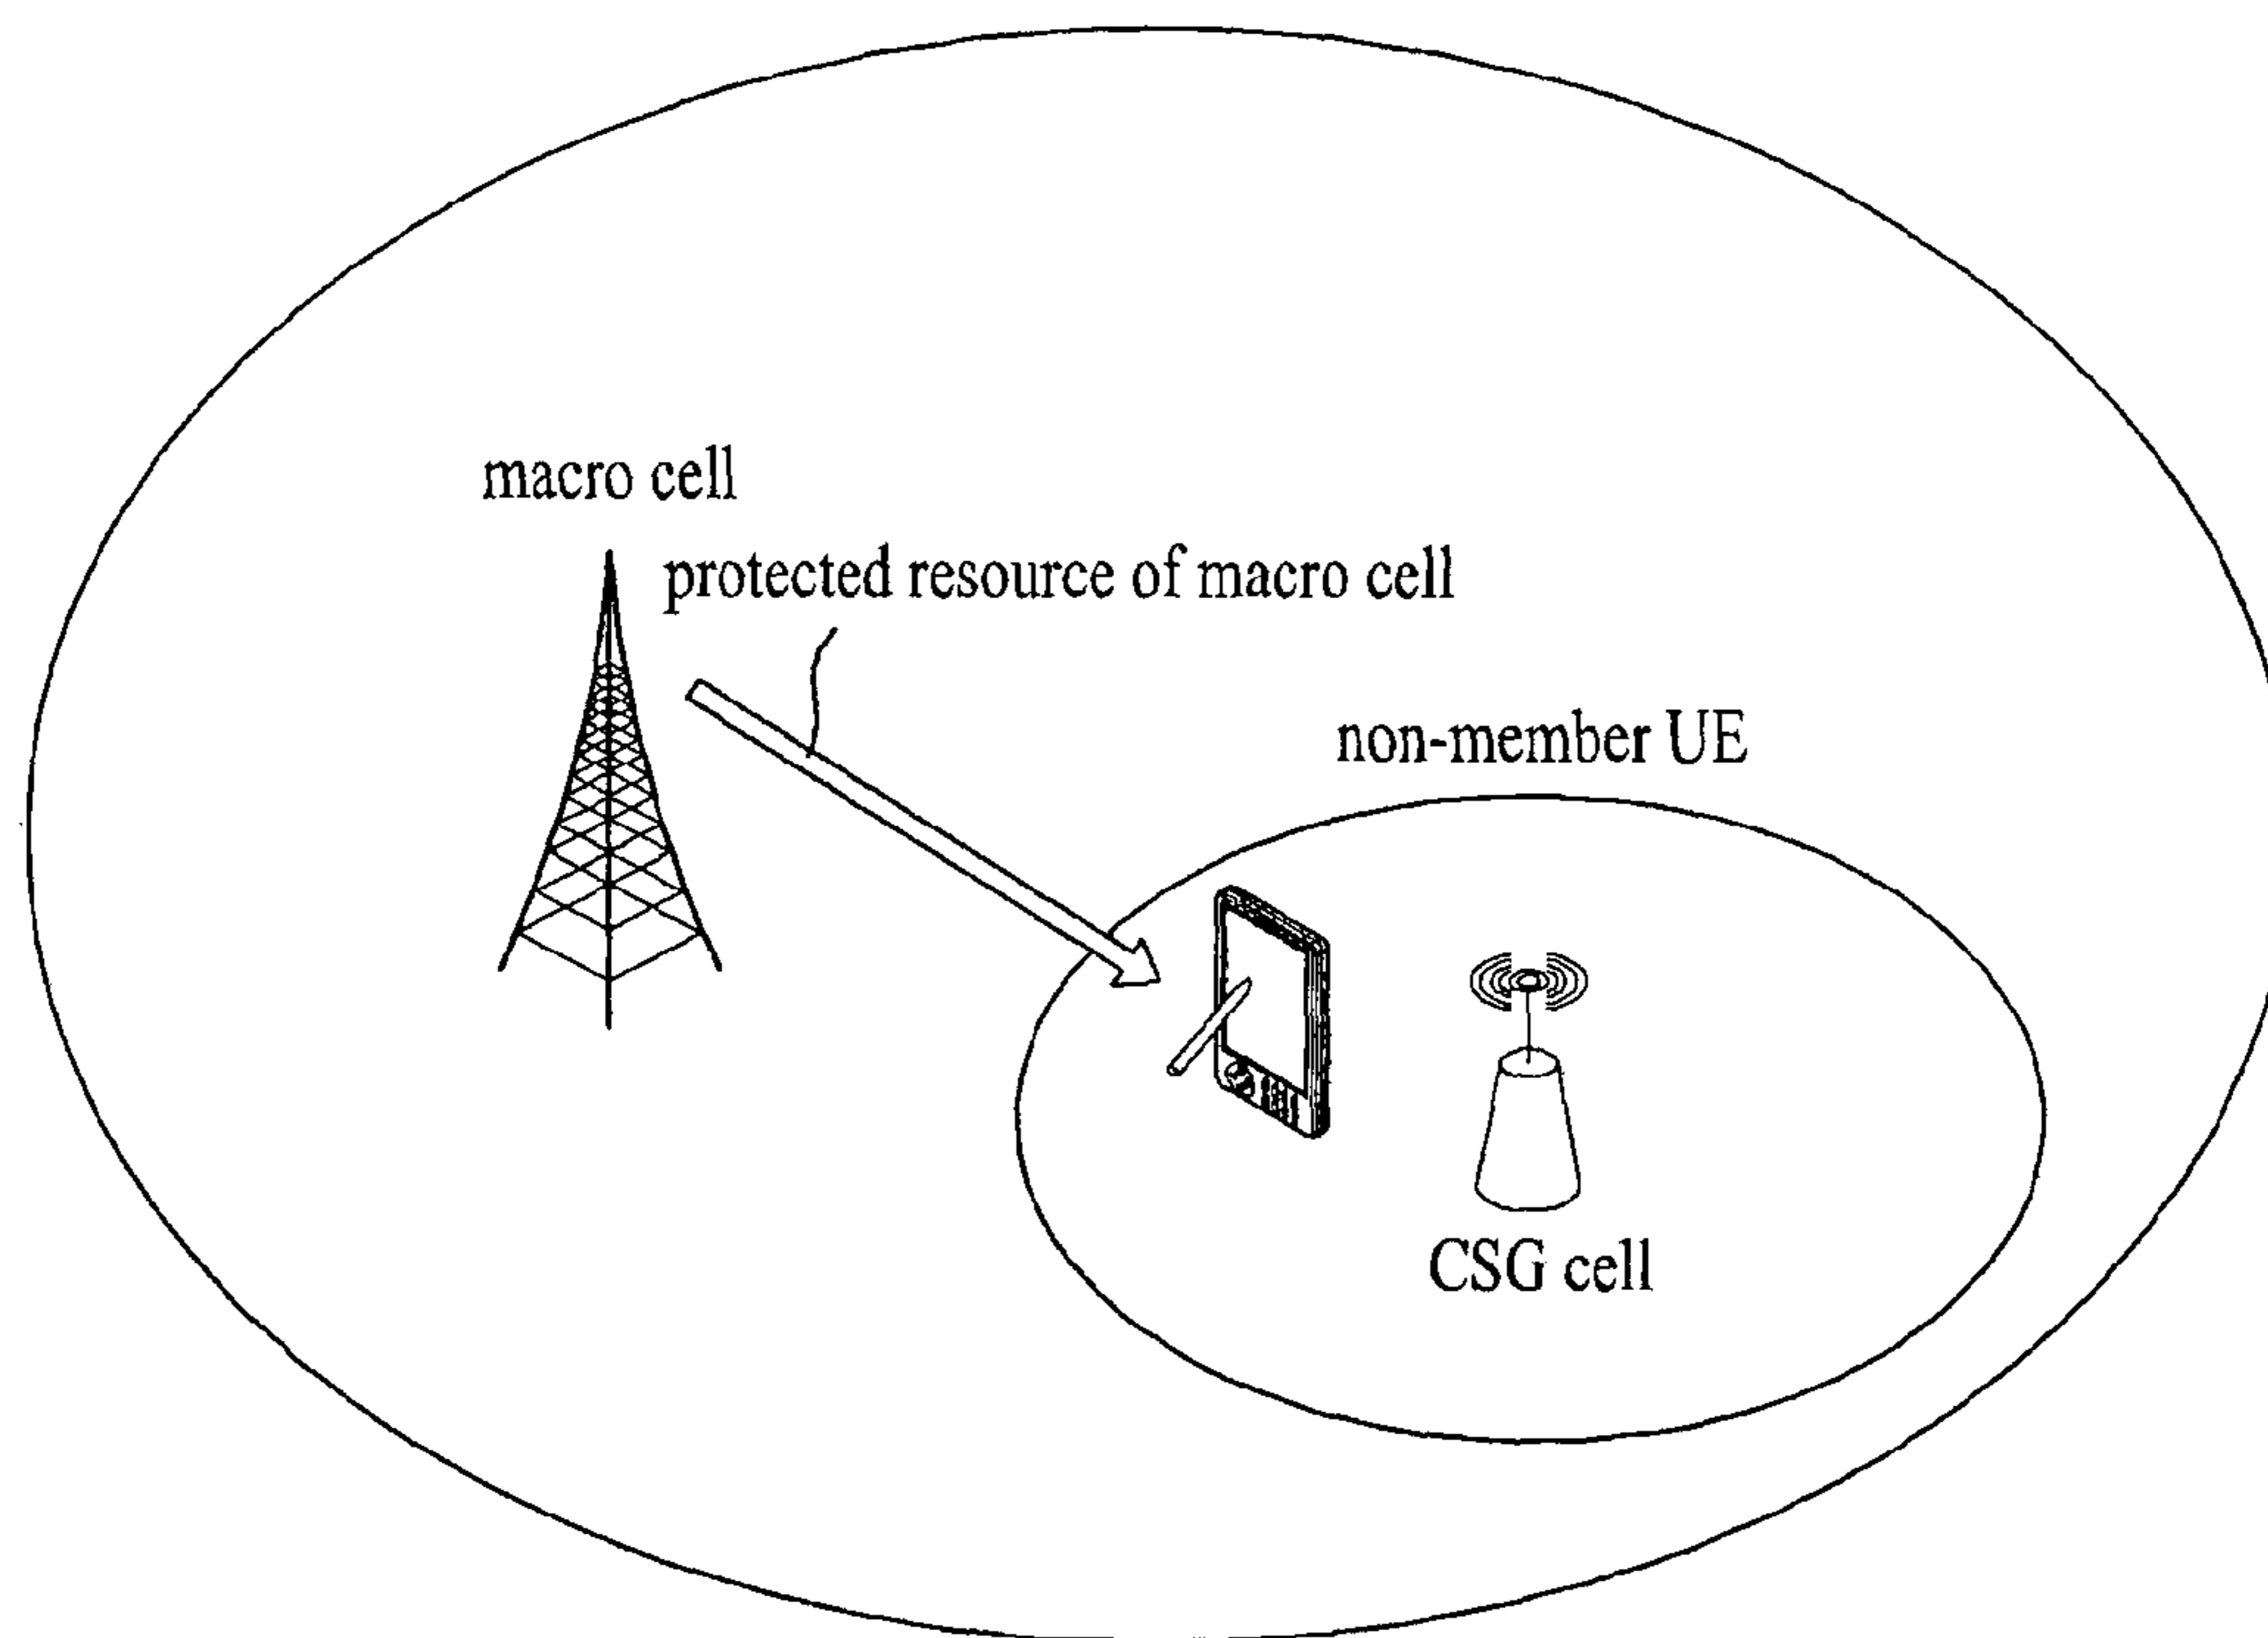 macro cell
protected resource of macro cell
non-member UE
CSG cell